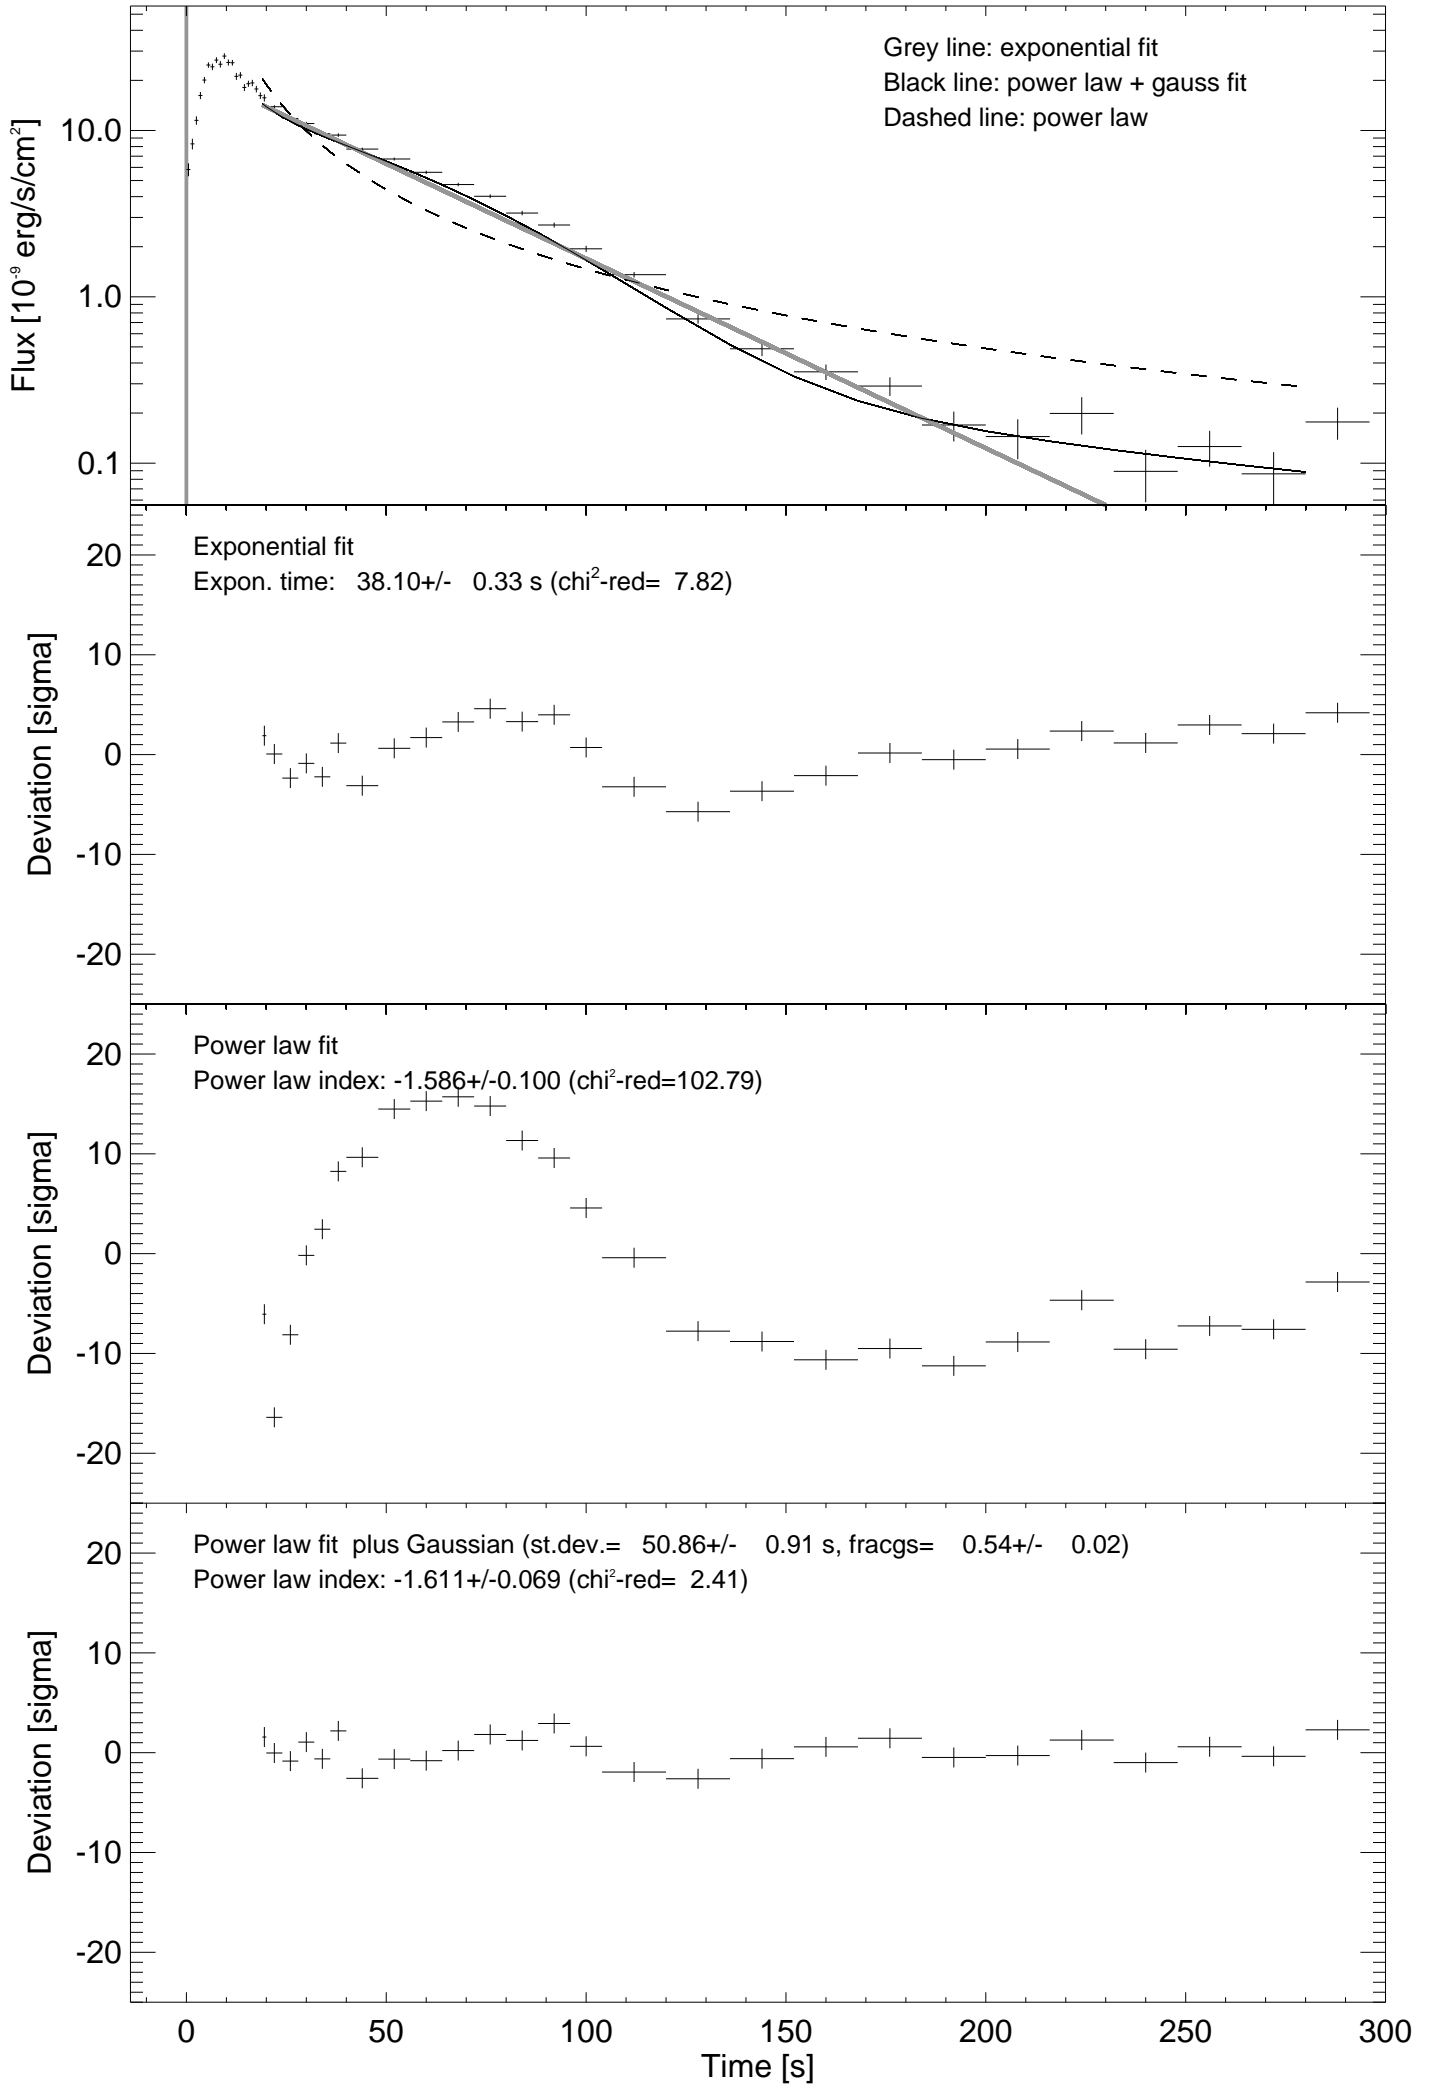 Grey line: exponential fit
Black line: power law + gauss fit
Dashed line: power law
10.0
1.0
0.1
Flux [10⁻⁹ erg/s/cm²]
Exponential fit
Expon. time: 38.10+/- 0.33 s (chi²-red= 7.82)
20
10
0
-10
-20
Deviation [sigma]
Power law fit
Power law index: -1.586+/-0.100 (chi²-red=102.79)
20
10
0
-10
-20
Deviation [sigma]
Power law fit plus Gaussian (st.dev.= 50.86+/- 0.91 s, fracgs= 0.54+/- 0.02)
Power law index: -1.611+/-0.069 (chi²-red= 2.41)
20
10
0
-10
-20
Deviation [sigma]
0 50 100 150 200 250 300
Time [s]